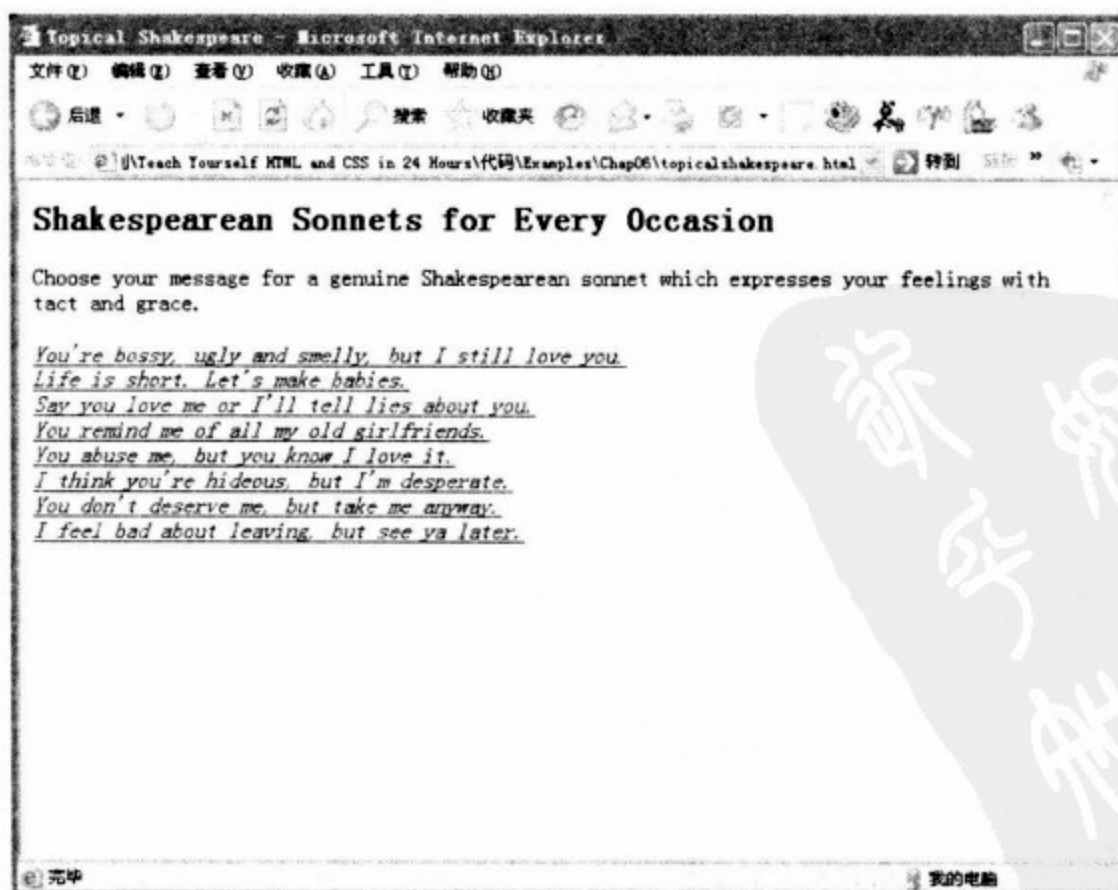 Topical Shakespeare - Microsoft Internet Explorer
文件(F) 编辑(E) 查看(V) 收藏(A) 工具(T) 帮助(H)
后退 搜索 收藏夹
\Teach Yourself HTML and CSS in 24 Hours\代码\Examples\Chap06\topicalshakespeare.html 转到 »
Shakespearean Sonnets for Every Occasion
Choose your message for a genuine Shakespearean sonnet which expresses your feelings with
tact and grace.
You're bossy, ugly and smelly, but I still love you.
Life is short. Let's make babies.
Say you love me or I'll tell lies about you.
You remind me of all my old girlfriends.
You abuse me, but you know I love it.
I think you're hideous, but I'm desperate.
You don't deserve me, but take me anyway.
I feel bad about leaving, but see ya later.
完毕 我的电脑